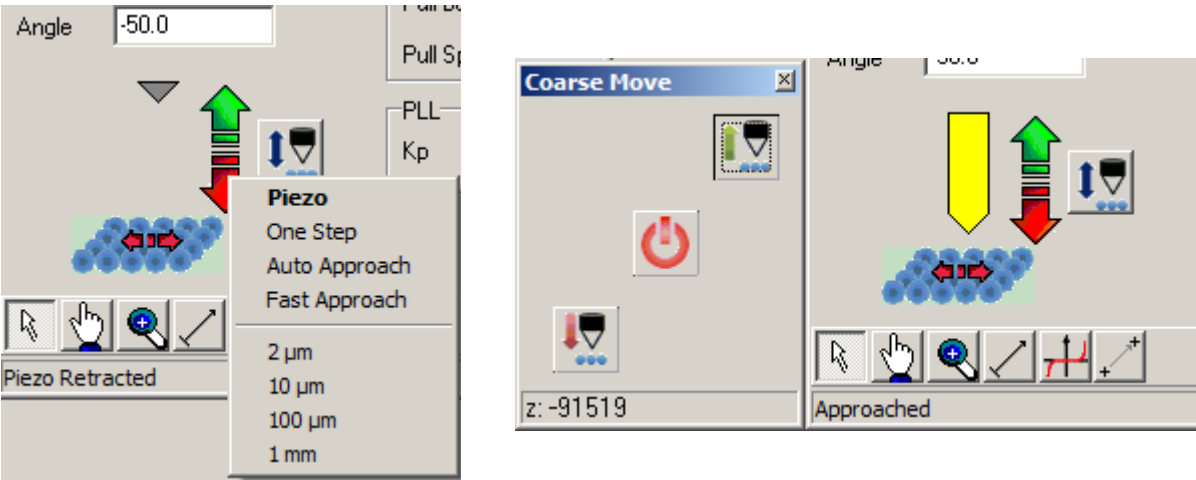 Angle
-50.0
Pull Sp
PLL
Kp
Piezo
One Step
Auto Approach
Fast Approach
2 µm
10 µm
100 µm
1 mm
Piezo Retracted
Coarse Move
z: -91519
Angle
Approached